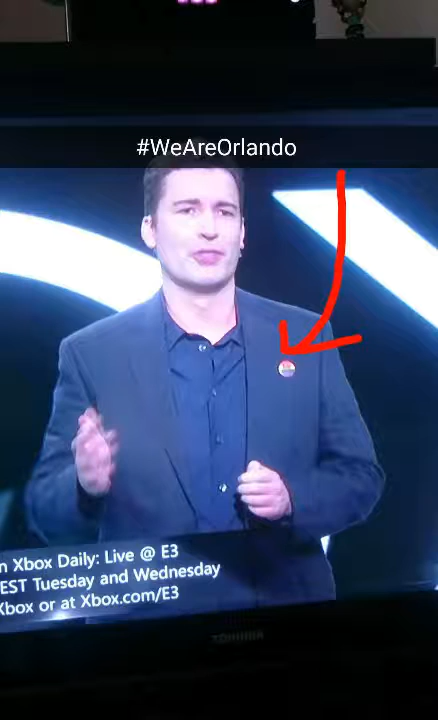 #WeAreOrlando
n Xbox Daily: Live @ E3
EST Tuesday and Wednesday
Xbox or at Xbox.com/E3
TOSHIBA